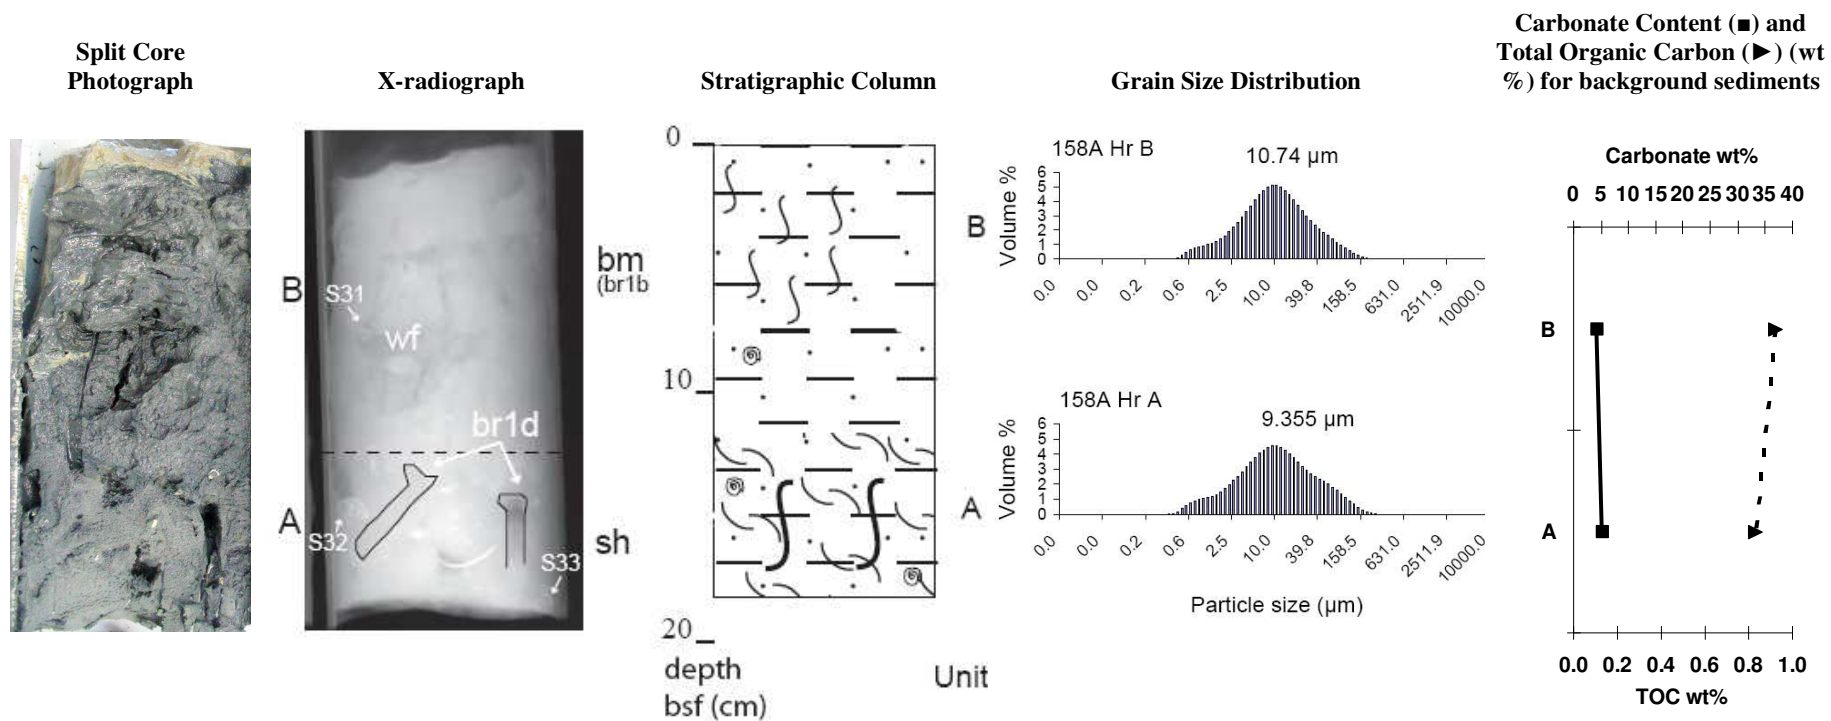 Split Core
Photograph
X-radiograph
Stratigraphic Column
Grain Size Distribution
Carbonate Content (■) and
Total Organic Carbon (►) (wt
%) for background sediments
B
S31
wf
br1d
A
S32
S33
bm
(br1b
sh
0
10
20
depth
bsf (cm)
B
A
Unit
158A Hr B
10.74 µm
Volume %
6
5
4
3
2
1
0
0.0 0.0 0.2 0.6 2.5 10.0 39.8 158.5 631.0 2511.9 10000.0
158A Hr A
9.355 µm
Volume %
6
5
4
3
2
1
0
0.0 0.0 0.2 0.6 2.5 10.0 39.8 158.5 631.0 2511.9 10000.0
Particle size (µm)
Carbonate wt%
0 5 10 15 20 25 30 35 40
B
A
0.0 0.2 0.4 0.6 0.8 1.0
TOC wt%